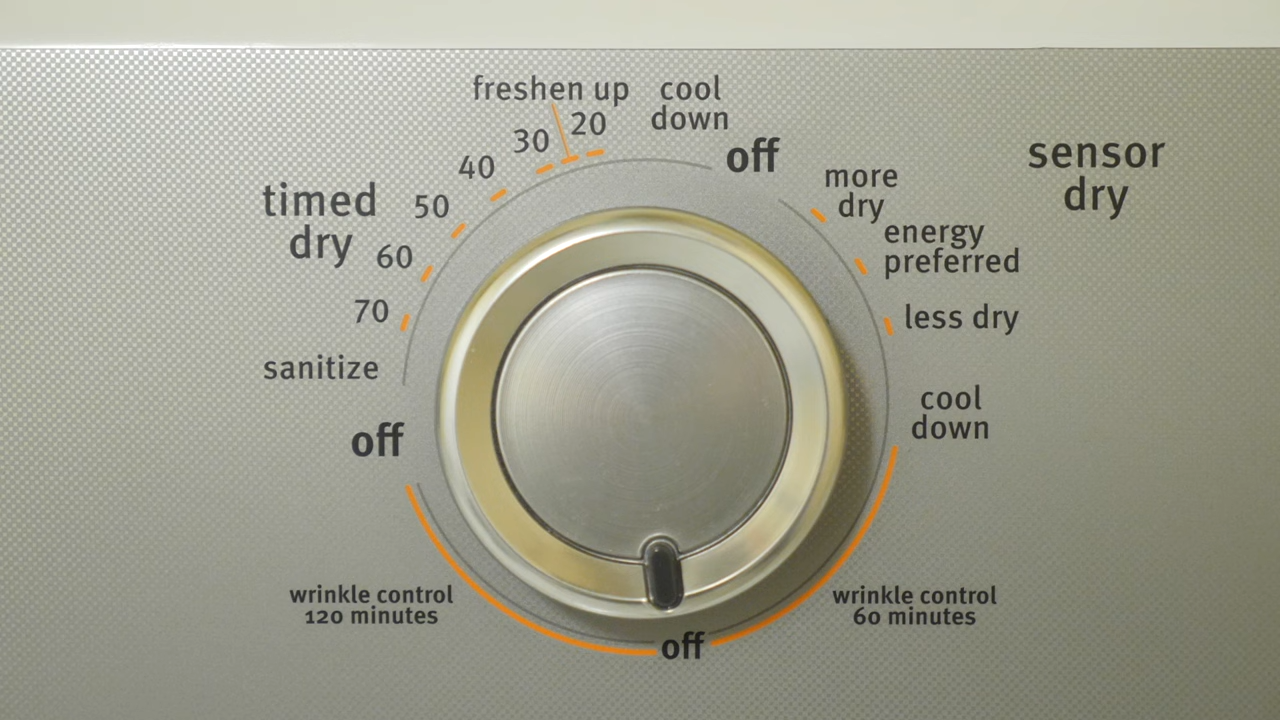 freshen up
cool
down
20
30
40
50
60
70
timed
dry
sanitize
off
off
more
dry
energy
preferred
less dry
sensor
dry
cool
down
wrinkle control
120 minutes
wrinkle control
60 minutes
off